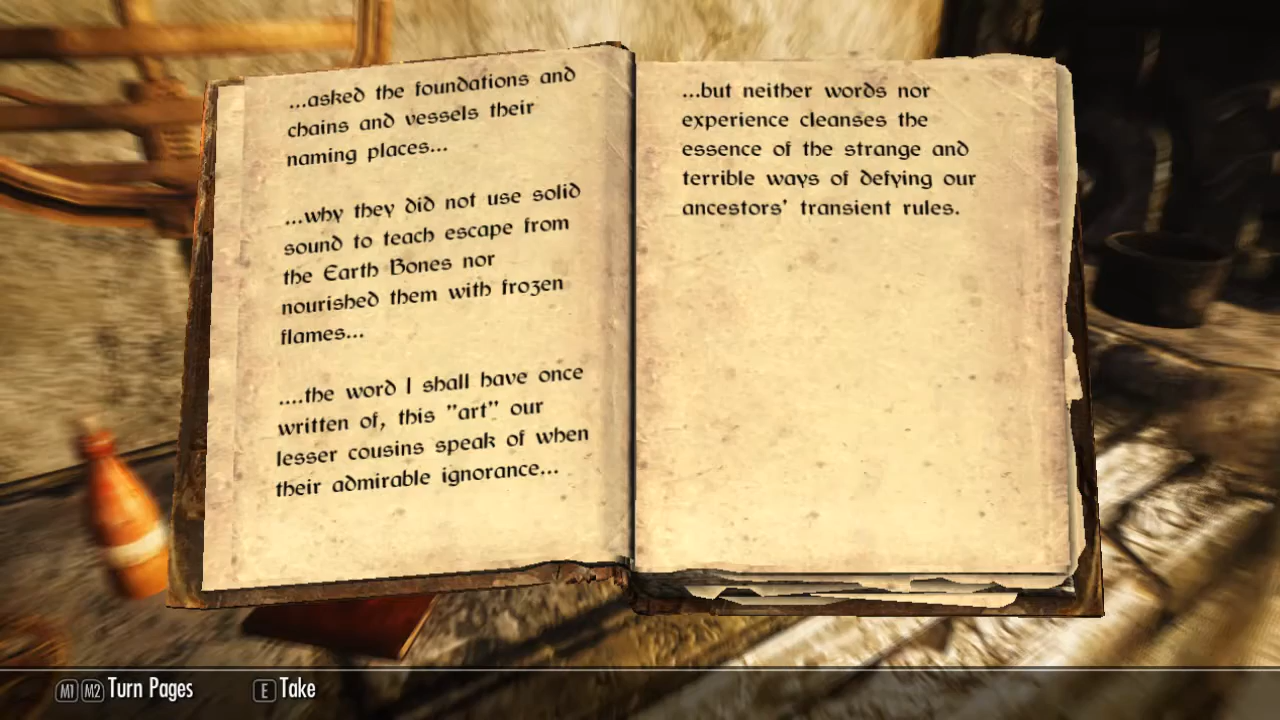 ...asked the foundations and
chains and vessels their
naming places...
...why they did not use solid
sound to teach escape from
the Earth Bones nor
nourished them with frozen
flames...
....the word I shall have once
written of, this "art" our
lesser cousins speak of when
their admirable ignorance...
...but neither words nor
experience cleanses the
essence of the strange and
terrible ways of defying our
ancestors' transient rules.
M1 M2 Turn Pages
E Take